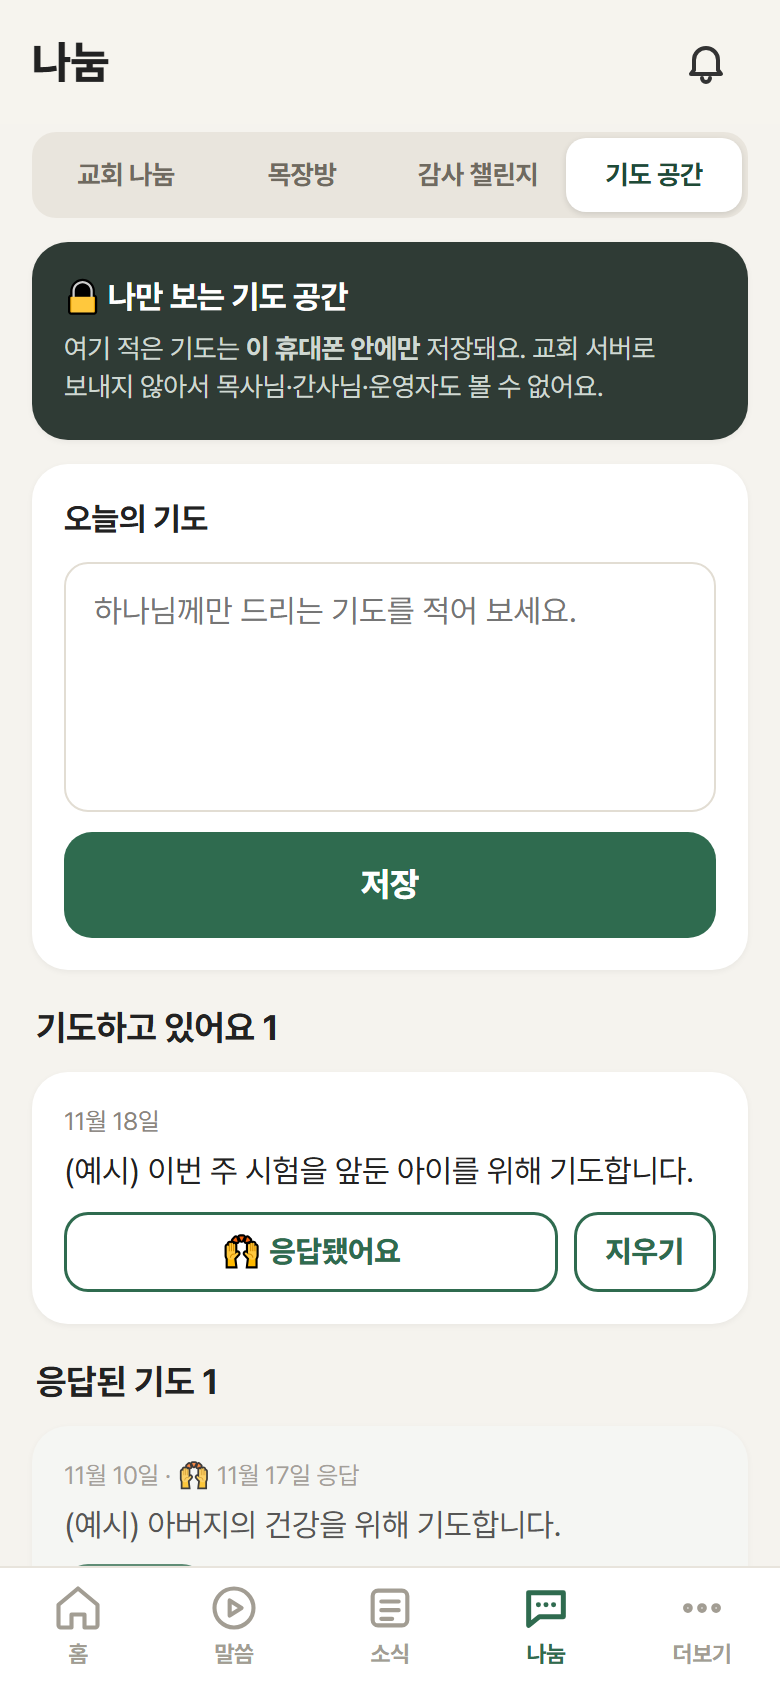 나눔
교회 나눔
목장방
감사 챌린지
기도 공간
나만 보는 기도 공간
여기 적은 기도는 이 휴대폰 안에만 저장돼요. 교회 서버로
보내지 않아서 목사님·간사님·운영자도 볼 수 없어요.
오늘의 기도
하나님께만 드리는 기도를 적어 보세요.
저장
기도하고 있어요 1
11월 18일
(예시) 이번 주 시험을 앞둔 아이를 위해 기도합니다.
🙌 응답됐어요
지우기
응답된 기도 1
11월 10일 · 🙌 11월 17일 응답
(예시) 아버지의 건강을 위해 기도합니다.
홈
말씀
소식
나눔
더보기